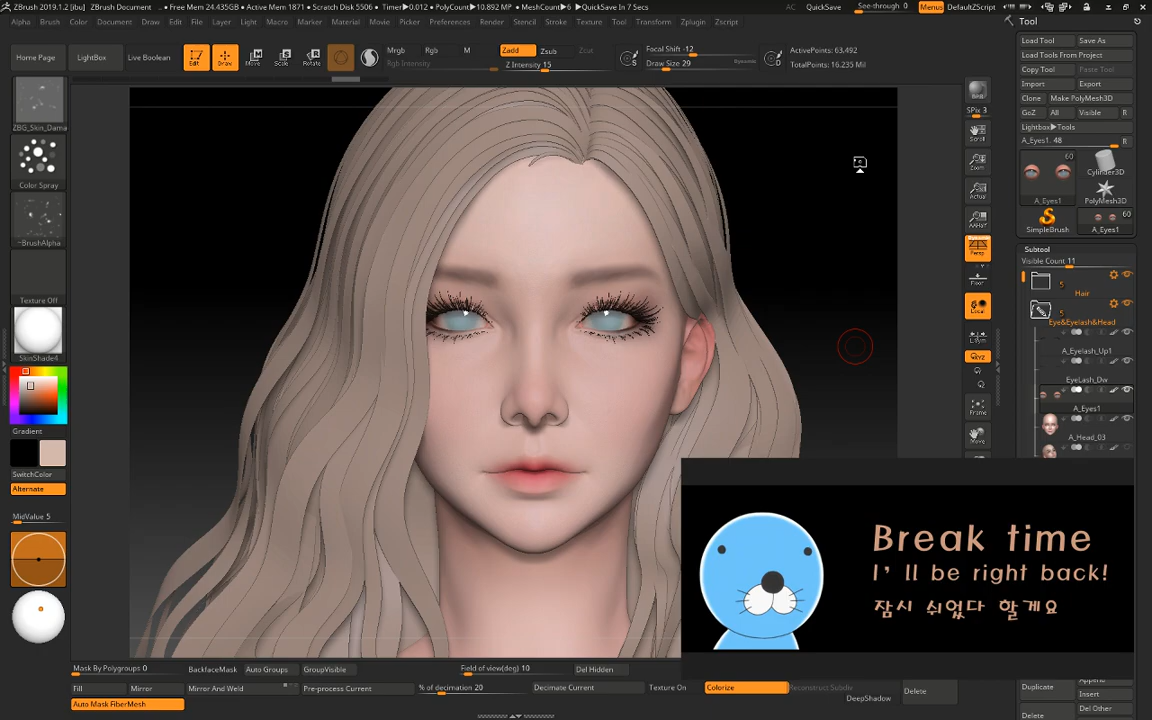 ZBrush 2019.1.2 [ibu] ZBrush Document .. • Free Mem 24.435GB • Active Mem 1871 • Scratch Disk 5506 • Timer▶0.012 • PolyCount▶10.892 MP • MeshCount▶6 ▶QuickSave In 7 Secs AC QuickSave See-through 0 Menus DefaultZScript
Alpha Brush Color Document Draw Edit File Layer Light Macro Marker Material Movie Picker Preferences Render Stencil Stroke Texture Tool Transform Zplugin Zscript
Tool
Load Tool Save As
Load Tools From Project
Copy Tool Paste Tool
Import Export
Clone Make PolyMesh3D
GoZ All Visible R
Lightbox▶Tools
A_Eyes1. 48 R
60
Cylinder3D
A_Eyes1 PolyMesh3D
60
SimpleBrush A_Eyes1
Subtool
Visible Count 11
5
Hair
5
Eye&Eyelash&Head
A_Eyelash_Up1
EyeLash_Dw
A_Eyes1
A_Head_03
Home Page LightBox Live Boolean
Edit Draw Move Scale Rotate
Mrgb Rgb M
Rgb Intensity
Zadd Zsub Zcut
Z Intensity 15
Focal Shift -12
Draw Size 29 Dynamic
ActivePoints: 63,492
TotalPoints: 16.235 Mil
ZBG_Skin_Dama
Color Spray
~BrushAlpha
Texture Off
SkinShade4
Gradient
SwitchColor
Alternate
MidValue 5
BPR
SPix 3
Scroll
Zoom
Actual
AAHalf
Dynamic
Persp
Floor
Local
L.Sym
Qxyz
Frame
Move
Break time
I'll be right back!
잠시 쉬었다 할게요
Mask By Polygroups 0 BackfaceMask Auto Groups GroupVisible Field of view(deg) 10 Del Hidden
Fill Mirror Mirror And Weld Pre-process Current % of decimation 20 Decimate Current Texture On Colorize Reconstruct Subdiv Delete
Auto Mask FiberMesh DeepShadow
Duplicate Append
Insert
Delete Del Other